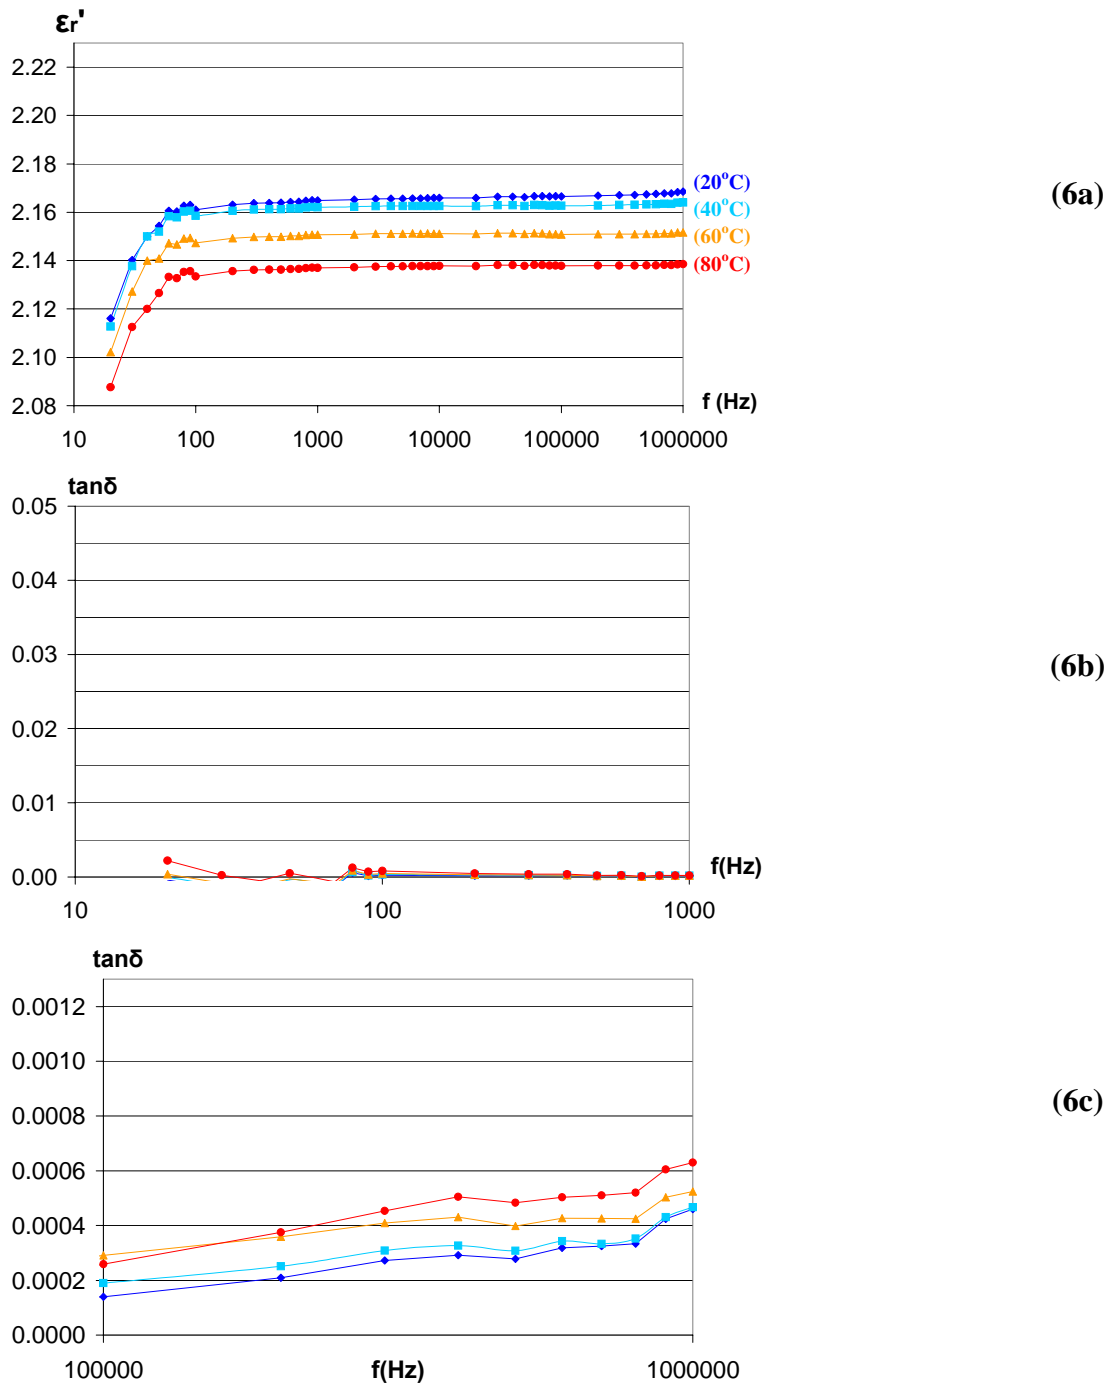 εr'
2.22
2.20
2.18
2.16
2.14
2.12
2.10
2.08
10 100 1000 10000 100000 1000000
f (Hz)
(20°C)
(40°C)
(60°C)
(80°C)
(6a)
tanδ
0.05
0.04
0.03
0.02
0.01
0.00
10 100 1000
f(Hz)
(6b)
tanδ
0.0012
0.0010
0.0008
0.0006
0.0004
0.0002
0.0000
100000 f(Hz) 1000000
(6c)